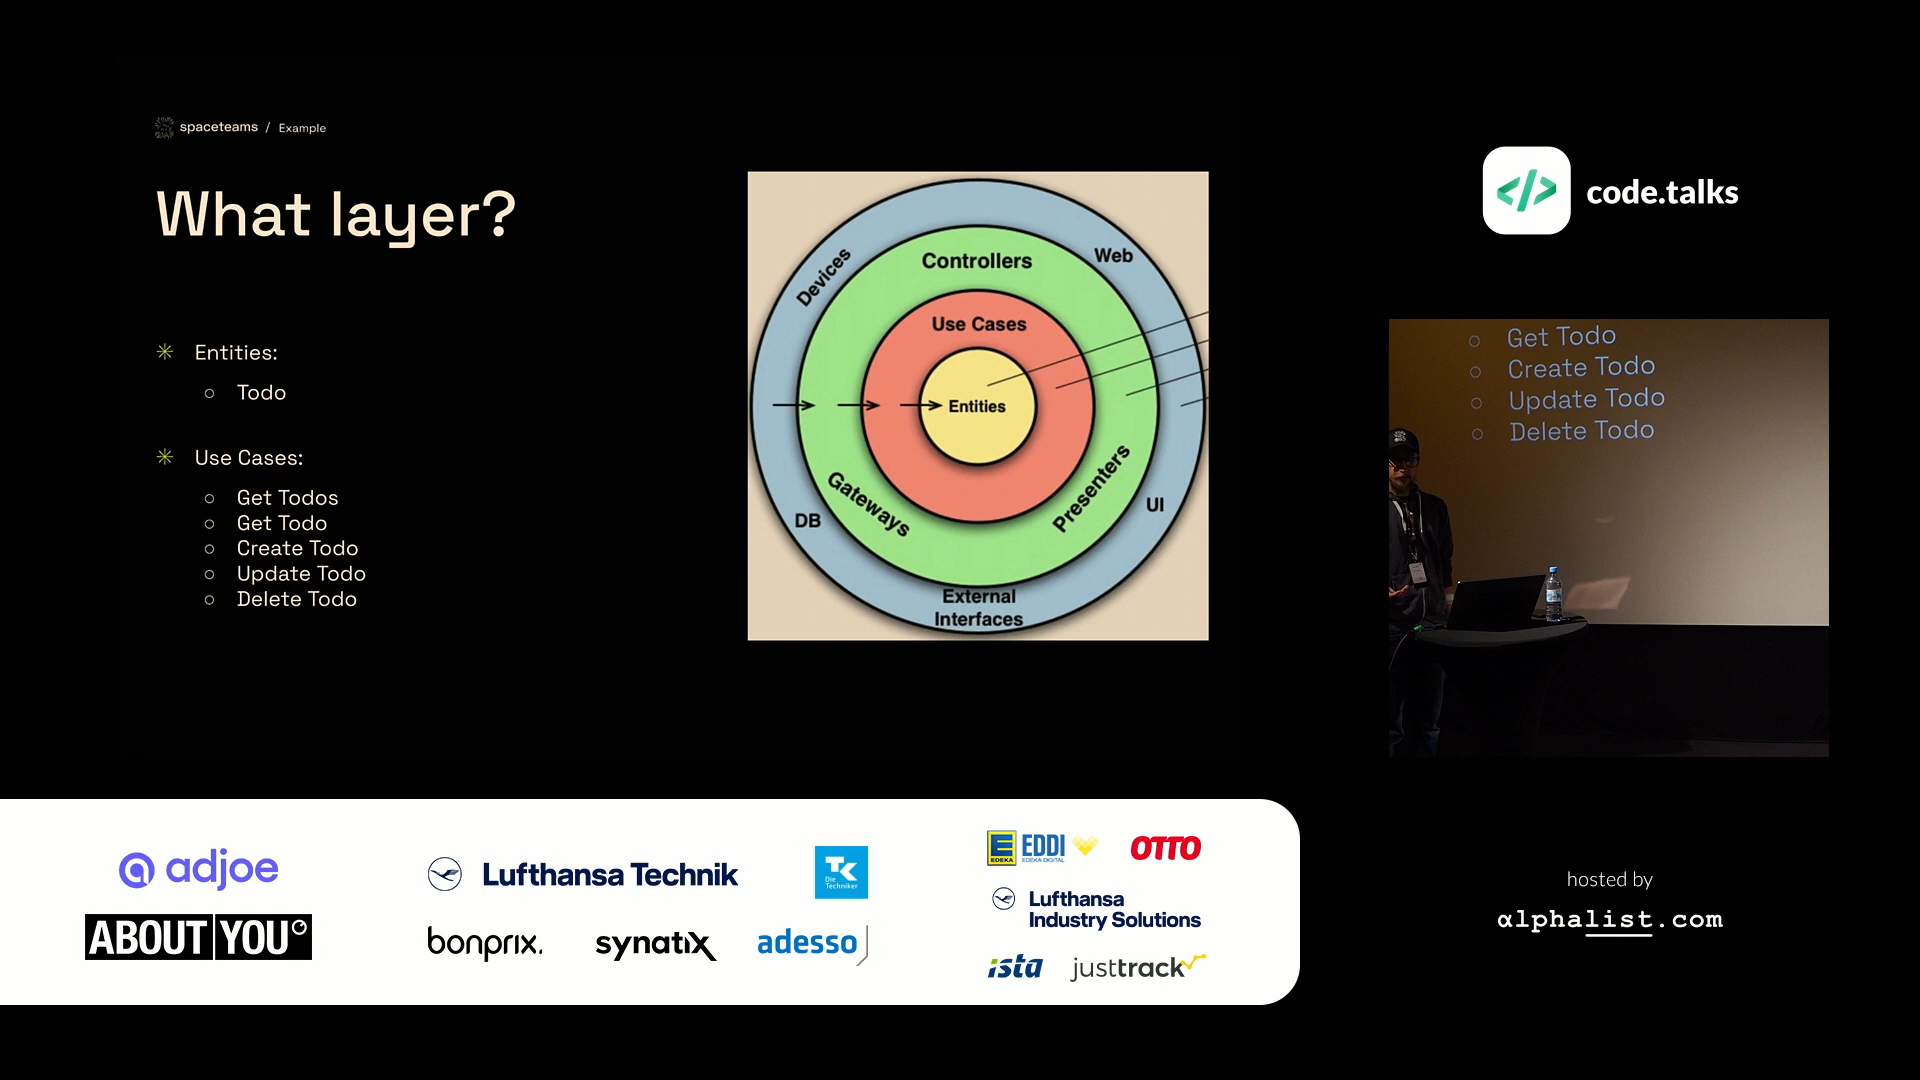 spaceteams / Example
What layer?
Entities:
Todo
Use Cases:
Get Todos
Get Todo
Create Todo
Update Todo
Delete Todo
Devices
Controllers
Web
Use Cases
Entities
Gateways
Presenters
DB
UI
External
Interfaces
</> code.talks
Get Todo
Create Todo
Update Todo
Delete Todo
adjoe
ABOUT YOU
Lufthansa Technik
TK
Die
Techniker
bonprix.
synatix
adesso
E
EDEKA
EDDI
EDEKA DIGITAL
OTTO
Lufthansa
Industry Solutions
ista
justtrack
hosted by
αlphalist.com